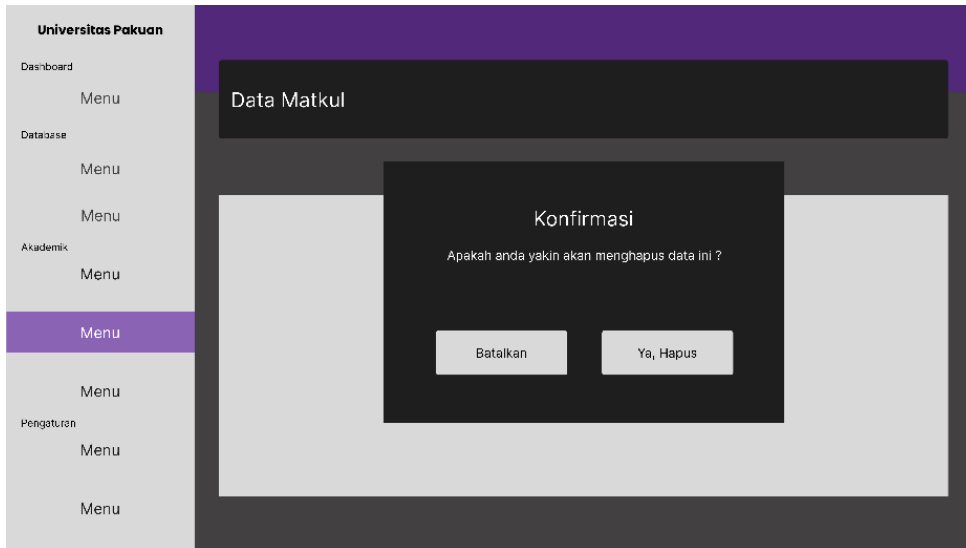 Universitas Pakuan
Dashboard
Menu
Database
Menu
Menu
Akademik
Menu
Menu
Menu
Pengaturan
Menu
Menu
Data Matkul
Konfirmasi
Apakah anda yakin akan menghapus data ini ?
Batalkan
Ya, Hapus